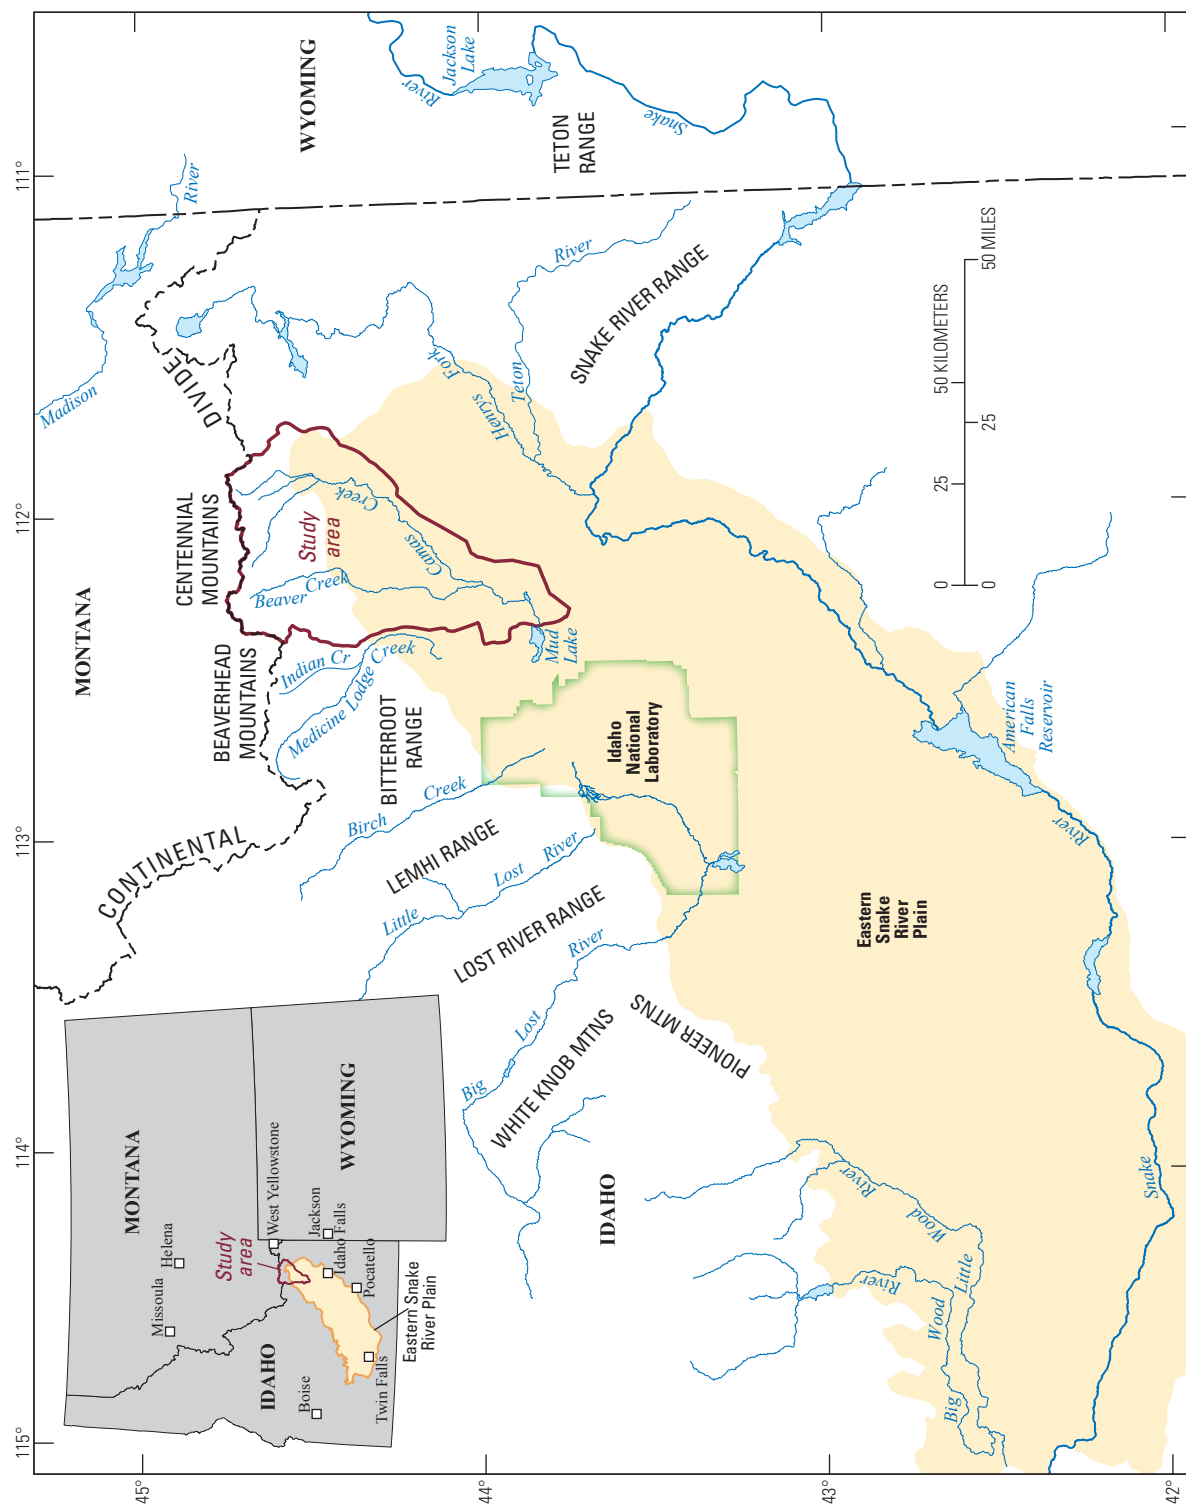 115°
114°
113°
112°
111°
45°
44°
43°
42°
MONTANA
WYOMING
IDAHO
Missoula
Helena
West Yellowstone
Jackson
Idaho Falls
Pocatello
Twin Falls
Boise
Study
area
Eastern Snake
River Plain
CONTINENTAL
DIVIDE
MONTANA
WYOMING
IDAHO
Madison
River
CENTENNIAL
MOUNTAINS
BEAVERHEAD
MOUNTAINS
BITTERROOT
RANGE
LEMHI RANGE
LOST RIVER RANGE
WHITE KNOB MTNS
PIONEER MTNS
SNAKE RIVER RANGE
TETON
RANGE
Study
area
Beaver
Creek
Camas
Creek
Indian Cr
Medicine Lodge Creek
Birch
Creek
Little
Lost
River
Big
Lost
River
Mud
Lake
Henrys
Fork
Teton
River
Jackson
Lake
River
Snake
Idaho
National
Laboratory
Eastern
Snake
River
Plain
American
Falls
Reservoir
River
Snake
Big
Wood
River
Little
Wood
River
0
25
50 KILOMETERS
0
25
50 MILES